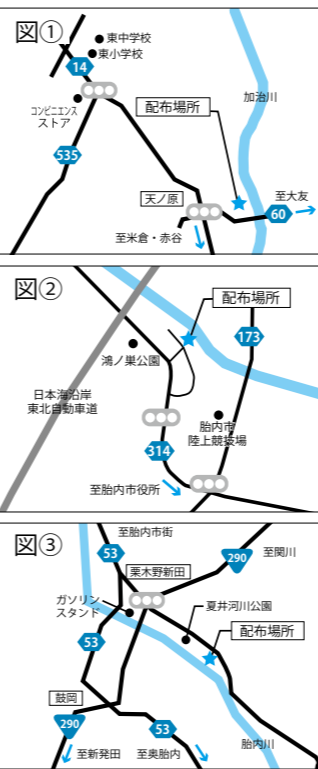 図①
東中学校
東小学校
14
コンビニエンス
ストア
配布場所
加治川
535
天ノ原
至大友
60
至米倉・赤谷
図②
配布場所
173
鴻ノ巣公園
日本海沿岸
東北自動車道
胎内市
陸上競技場
314
至胎内市役所
図③
至胎内市街
53
290
至関川
栗木野新田
ガソリン
スタンド
夏井河川公園
配布場所
53
鼓岡
290
53
胎内川
至新発田
至奥胎内